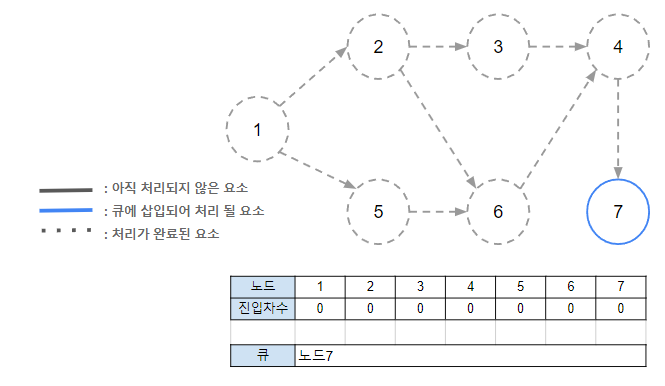 2
3
4
1
5
6
7
: 아직 처리되지 않은 요소
: 큐에 삽입되어 처리 될 요소
: 처리가 완료된 요소
노드 1 2 3 4 5 6 7
진입차수 0 0 0 0 0 0 0
큐 노드7